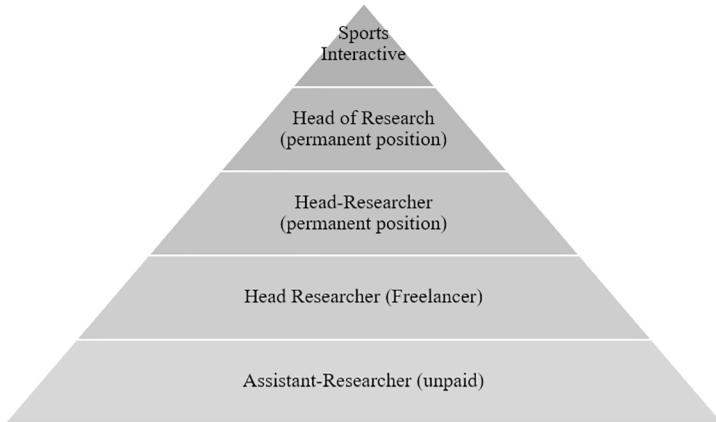 Sports
Interactive
Head of Research
(permanent position)
Head-Researcher
(permanent position)
Head Researcher (Freelancer)
Assistant-Researcher (unpaid)